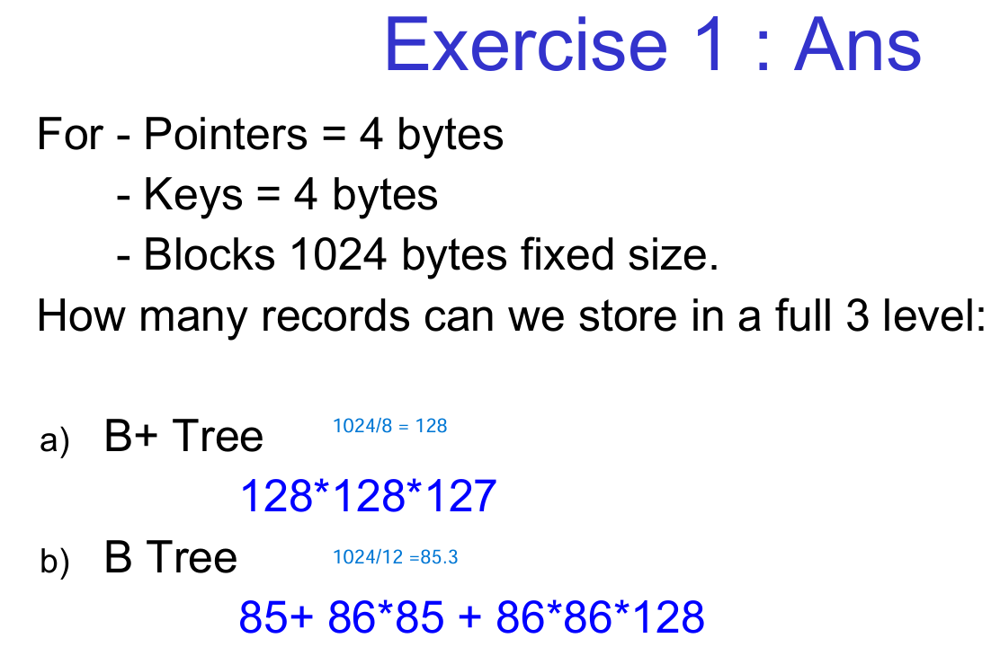 Exercise 1 : Ans
For - Pointers = 4 bytes
- Keys = 4 bytes
- Blocks 1024 bytes fixed size.
How many records can we store in a full 3 level:
a) B+ Tree 1024/8 = 128
128*128*127
b) B Tree 1024/12 =85.3
85+ 86*85 + 86*86*128